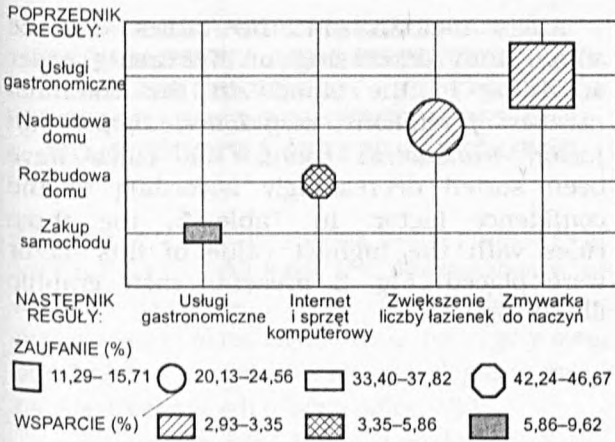 POPRZEDNIK
REGUŁY:
Usługi
gastronomiczne
Nadbudowa
domu
Rozbudowa
domu
Zakup
samochodu
NASTĘPNIK
REGUŁY:
Usługi
gastronomiczne
Internet
i sprzęt
komputerowy
Zwiększenie
liczby łazienek
Zmywarka
do naczyń
ZAUFANIE (%)
11,29–15,71 20,13–24,56 33,40–37,82 42,24–46,67
WSPARCIE (%) 2,93–3,35 3,35–5,86 5,86–9,62